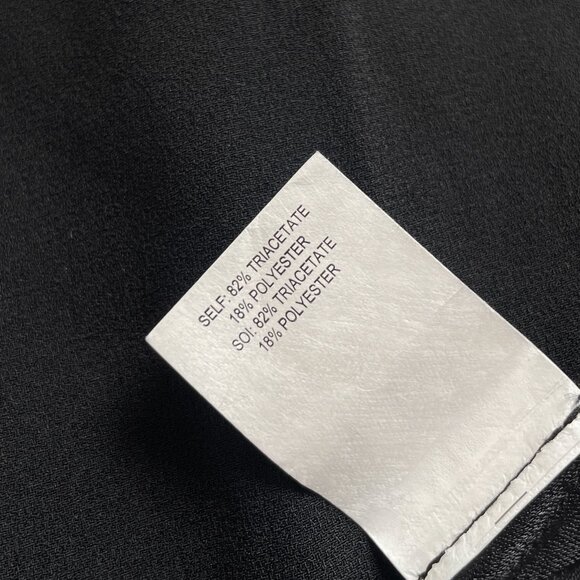 SELF: 82% TRIACETATE
18% POLYESTER
SOI: 82% TRIACETATE
18% POLYESTER